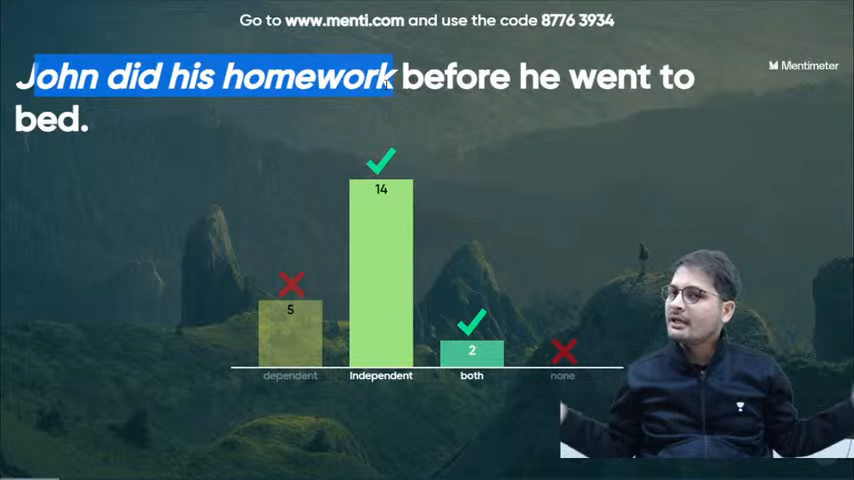 Go to www.menti.com and use the code 8776 3934
John did his homework before he went to
bed.
Mentimeter
14
5
2
dependent
Independent
both
none